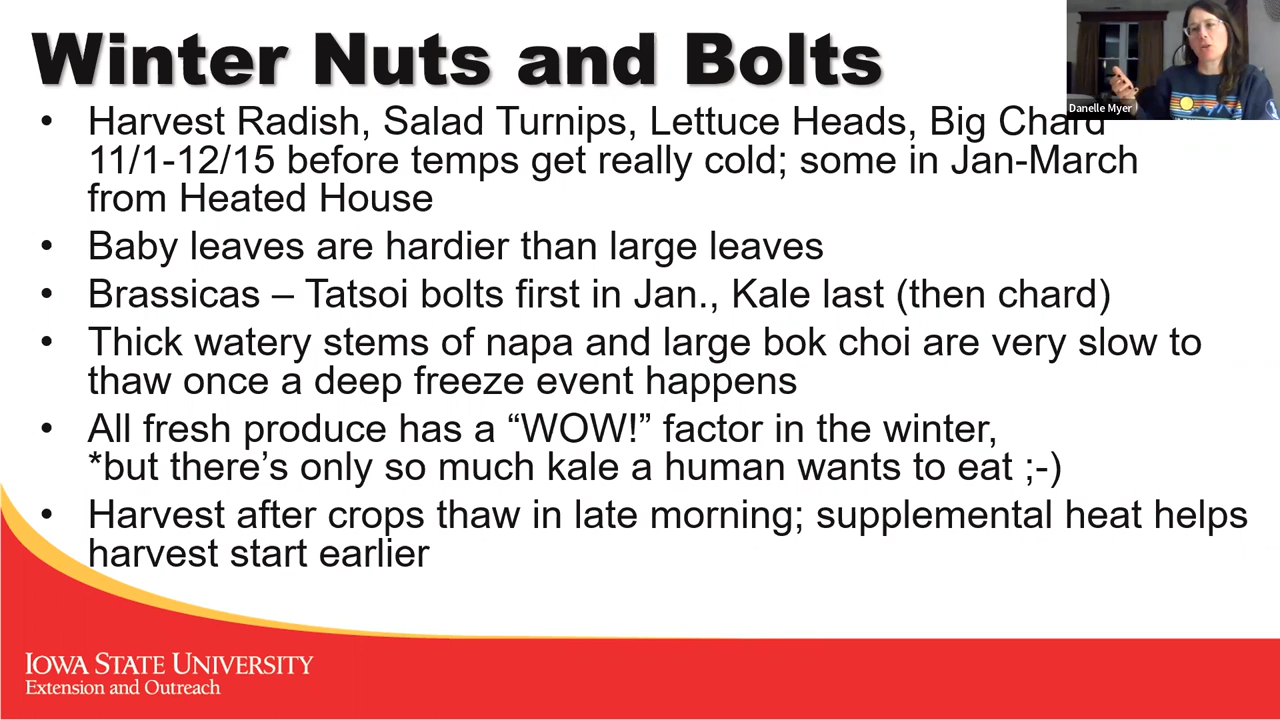 Winter Nuts and Bolts
Danelle Myer
• Harvest Radish, Salad Turnips, Lettuce Heads, Big Chard
11/1-12/15 before temps get really cold; some in Jan-March
from Heated House
• Baby leaves are hardier than large leaves
• Brassicas – Tatsoi bolts first in Jan., Kale last (then chard)
• Thick watery stems of napa and large bok choi are very slow to
thaw once a deep freeze event happens
• All fresh produce has a “WOW!” factor in the winter,
*but there’s only so much kale a human wants to eat ;-)
• Harvest after crops thaw in late morning; supplemental heat helps
harvest start earlier
IOWA STATE UNIVERSITY
Extension and Outreach